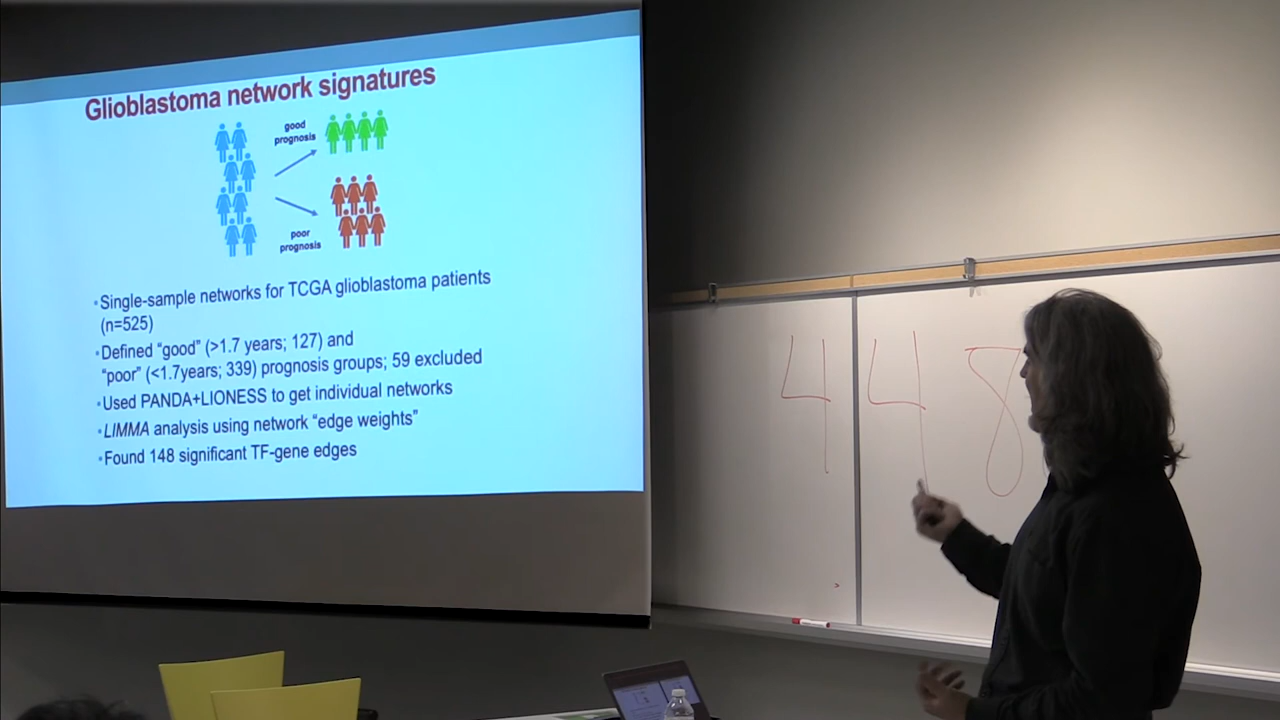 Glioblastoma network signatures
good
prognosis
poor
prognosis
•Single-sample networks for TCGA glioblastoma patients
(n=525)
•Defined “good” (>1.7 years; 127) and
“poor” (<1.7years; 339) prognosis groups; 59 excluded
•Used PANDA+LIONESS to get individual networks
•LIMMA analysis using network “edge weights”
•Found 148 significant TF-gene edges
4 4 8